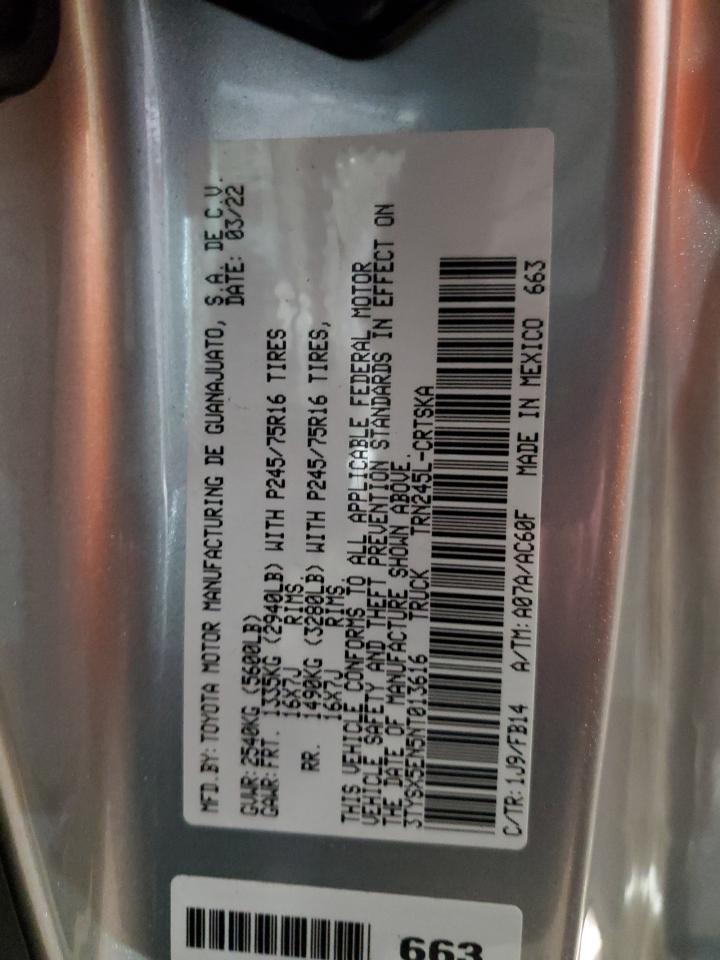 MFD.BY: TOYOTA MOTOR MANUFACTURING DE GUANAJUATO, S.A. DE C.V.
DATE: 03/22
GVWR: 2540KG (5600LB)
GAWR: FRT. 1335KG (2940LB) WITH P245/75R16 TIRES
16X7J RIMS.
RR. 1490KG (3280LB) WITH P245/75R16 TIRES,
16X7J RIMS.
THIS VEHICLE CONFORMS TO ALL APPLICABLE FEDERAL MOTOR
VEHICLE SAFETY AND THEFT PREVENTION STANDARDS IN EFFECT ON
THE DATE OF MANUFACTURE SHOWN ABOVE.
3TYSX5EN5NT013616 TRUCK TRN245L-CRTSKA
C/TR: 1J9/FB14 A/TM: A07A/AC60F MADE IN MEXICO 663
663